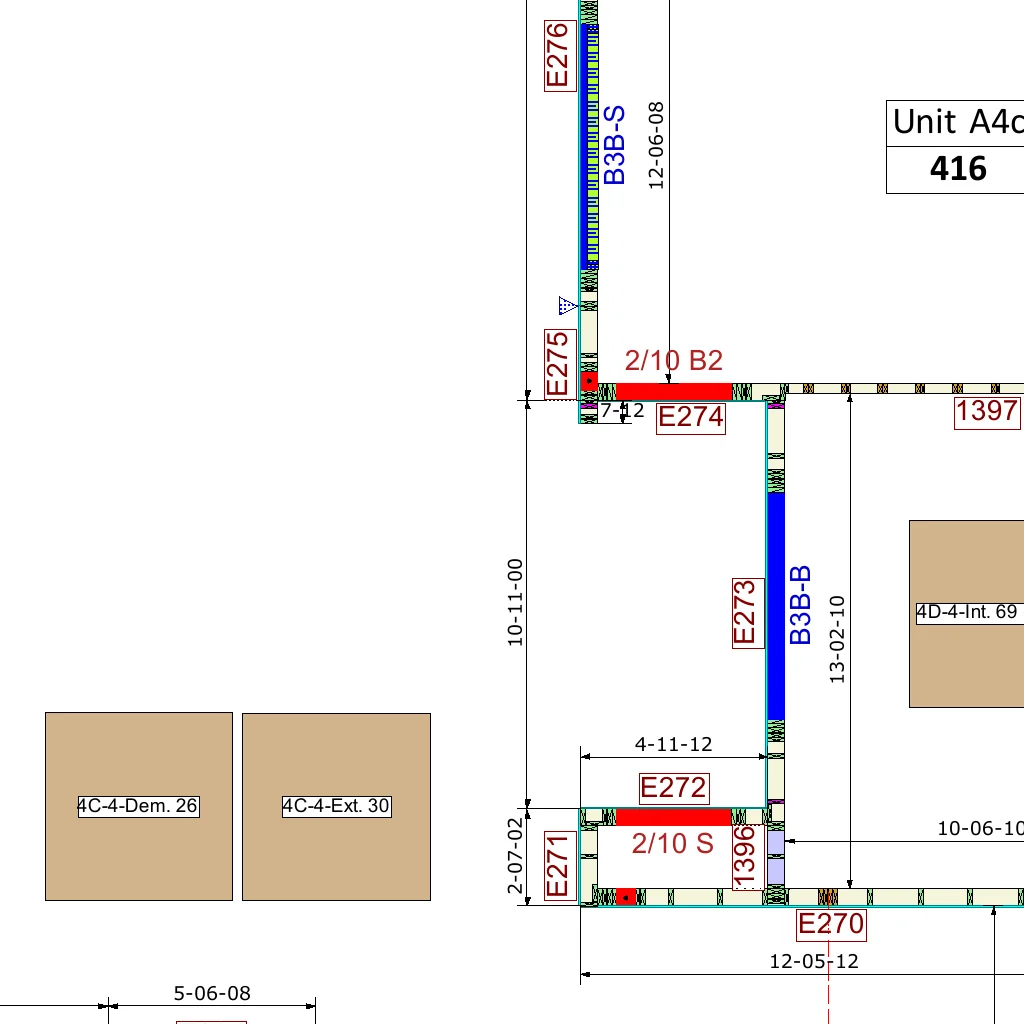 E276
B3B-S
12-06-08
Unit A4c
416
E275
2/10 B2
7-12
E274
1397
10-11-00
E273
B3B-B
13-02-10
4D-4-Int. 69
4-11-12
4C-4-Dem. 26
4C-4-Ext. 30
E272
2/10 S
1396
2-07-02
E271
10-06-10
E270
12-05-12
5-06-08